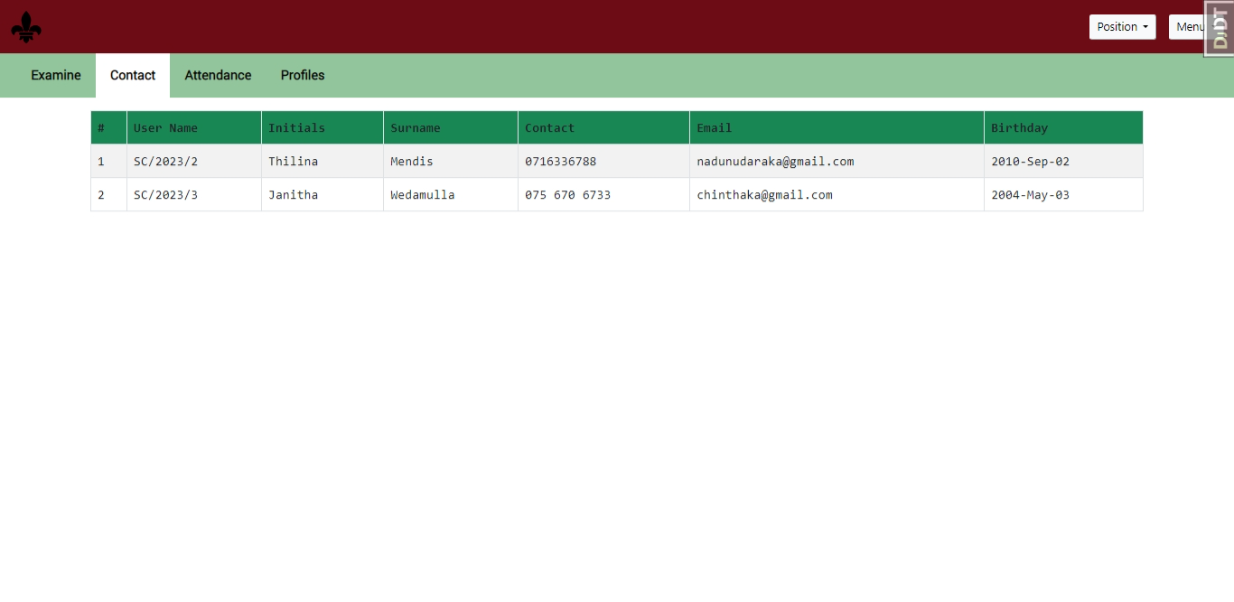 Position Menu
DjDT
Examine Contact Attendance Profiles
# User Name Initials Surname Contact Email Birthday
1 SC/2023/2 Thilina Mendis 0716336788 nadunudaraka@gmail.com 2010-Sep-02
2 SC/2023/3 Janitha Wedamulla 075 670 6733 chinthaka@gmail.com 2004-May-03